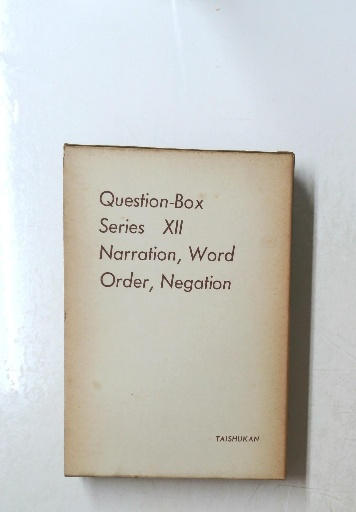 Question-Box
Series XII
Narration, Word
Order, Negation
TAISHUKAN